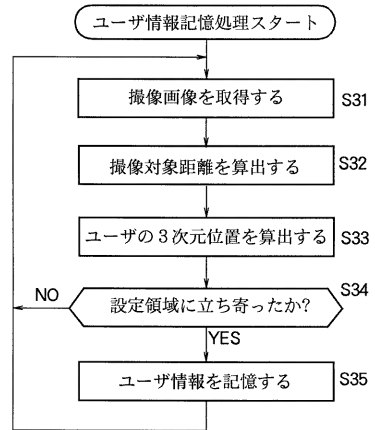 ユーザ情報記憶処理スタート
撮像画像を取得する S31
撮像対象距離を算出する S32
ユーザの3次元位置を算出する S33
設定領域に立ち寄ったか? S34
NO
YES
ユーザ情報を記憶する S35